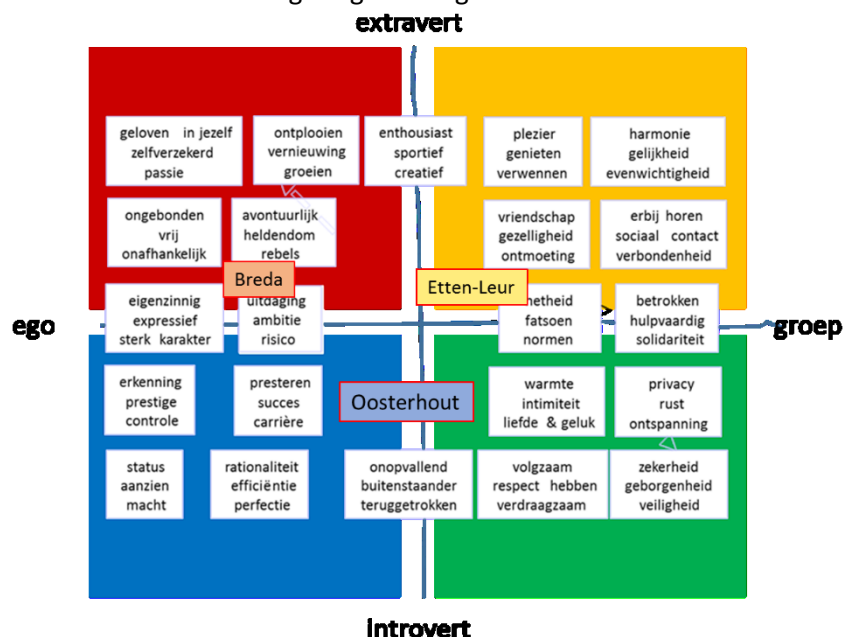 extravert
geloven in jezelf
zelfverzekerd
passie
ontplooien
vernieuwing
groeien
enthousiast
sportief
creatief
plezier
genieten
verwennen
harmonie
gelijkheid
evenwichtigheid
ongebonden
vrij
onafhankelijk
avontuurlijk
heldendom
rebels
vriendschap
gezelligheid
ontmoeting
erbij horen
sociaal contact
verbondenheid
Breda
Etten-Leur
ego
eigenzinnig
expressief
sterk karakter
uitdaging
ambitie
risico
fatsoen
normen
betrokken
hulpvaardig
solidariteit
groep
erkenning
prestige
controle
presteren
succes
carrière
Oosterhout
warmte
intimiteit
liefde & geluk
privacy
rust
ontspanning
status
aanzien
macht
rationaliteit
efficiëntie
perfectie
onopvallend
buitenstaander
teruggetrokken
volgzaam
respect hebben
verdraagzaam
zekerheid
geborgenheid
veiligheid
introvert